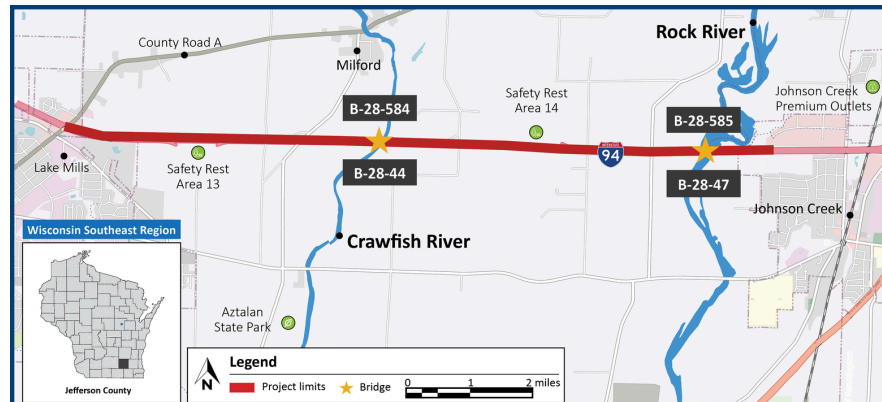 Rock River
County Road A
Milford
Johnson Creek
Premium Outlets
Safety Rest
Area 14
B-28-584
B-28-585
INTERSTATE
94
Lake Mills
Safety Rest
Area 13
B-28-44
B-28-47
Johnson Creek
Wisconsin Southeast Region
Crawfish River
Aztalan
State Park
Jefferson County
N
Legend
Project limits
Bridge
0 1 2 miles